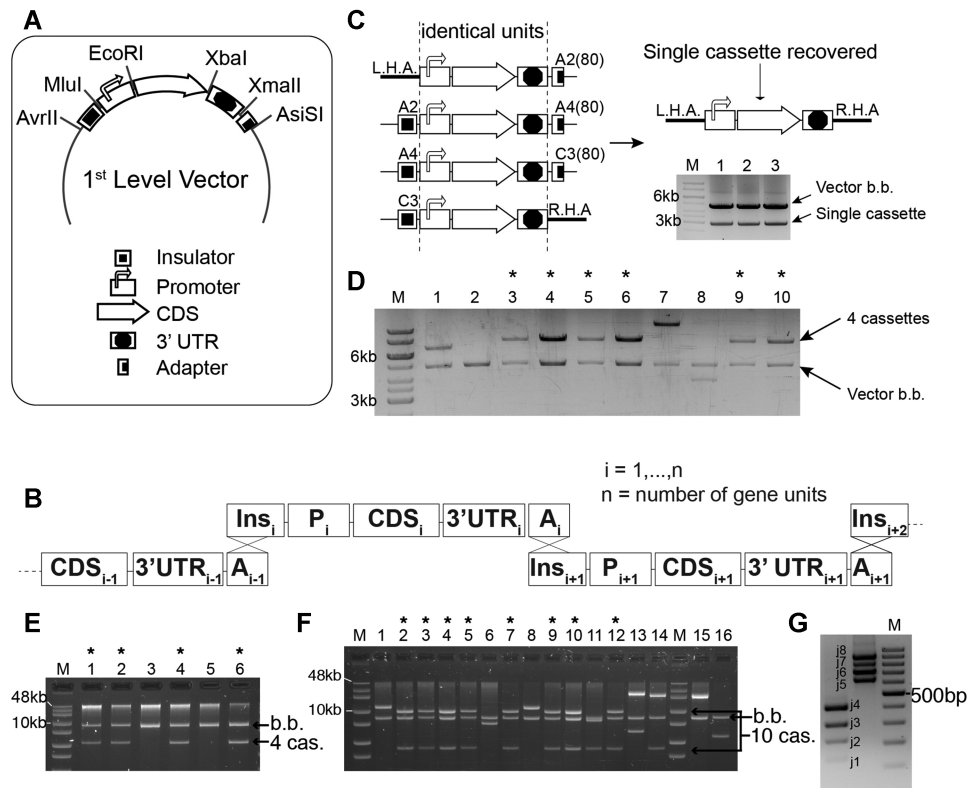 A
EcoRI
XbaI
MluI
XmaII
AvrII
AsiSI
1st Level Vector
Insulator
Promoter
CDS
3' UTR
Adapter
C
identical units
L.H.A.
A2(80)
A2
A4(80)
A4
C3(80)
C3
R.H.A
Single cassette recovered
L.H.A.
R.H.A
M 1 2 3
6kb
3kb
Vector b.b.
Single cassette
D
* * * * * *
M 1 2 3 4 5 6 7 8 9 10
6kb
3kb
4 cassettes
Vector b.b.
B
i = 1,...,n
n = number of gene units
Insi Pi CDSi 3'UTRi Ai Insi+2
CDSi-1 3'UTRi-1 Ai-1 Insi+1 Pi+1 CDSi+1 3' UTRi+1 Ai+1
E
* * * *
M 1 2 3 4 5 6
48kb
10kb
b.b.
4 cas.
F
* * * * * * * *
1 2 3 4 5 6 7 8 9 10 11 12 13 14 M 15 16
M
48kb
10kb
b.b.
10 cas.
G
M
j8
j7
j6
j5
j4
j3
j2
j1
500bp